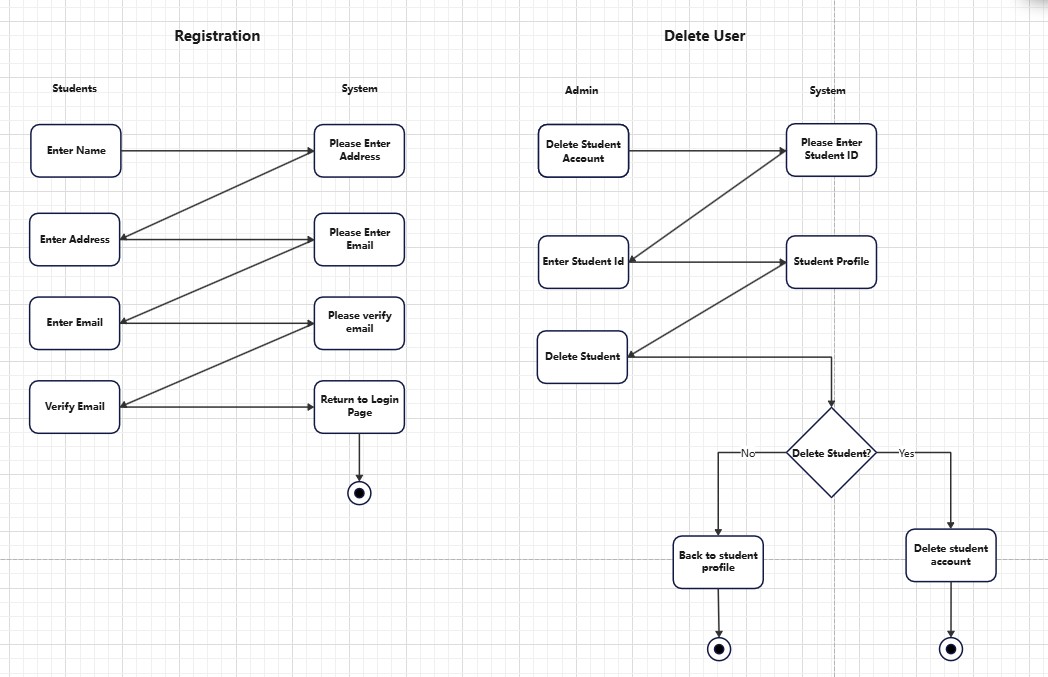 Registration
Students
System
Enter Name
Please Enter
Address
Enter Address
Please Enter
Email
Enter Email
Please verify
email
Verify Email
Return to Login
Page
Delete User
Admin
System
Delete Student
Account
Please Enter
Student ID
Enter Student Id
Student Profile
Delete Student
Delete Student?
No
Yes
Back to student
profile
Delete student
account